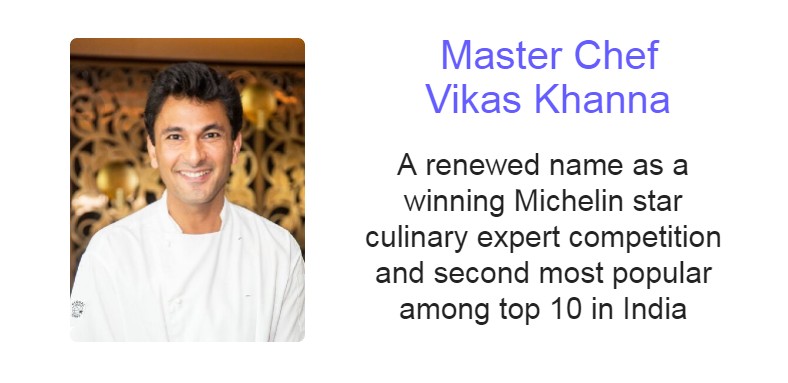 Master Chef
Vikas Khanna
A renewed name as a
winning Michelin star
culinary expert competition
and second most popular
among top 10 in India